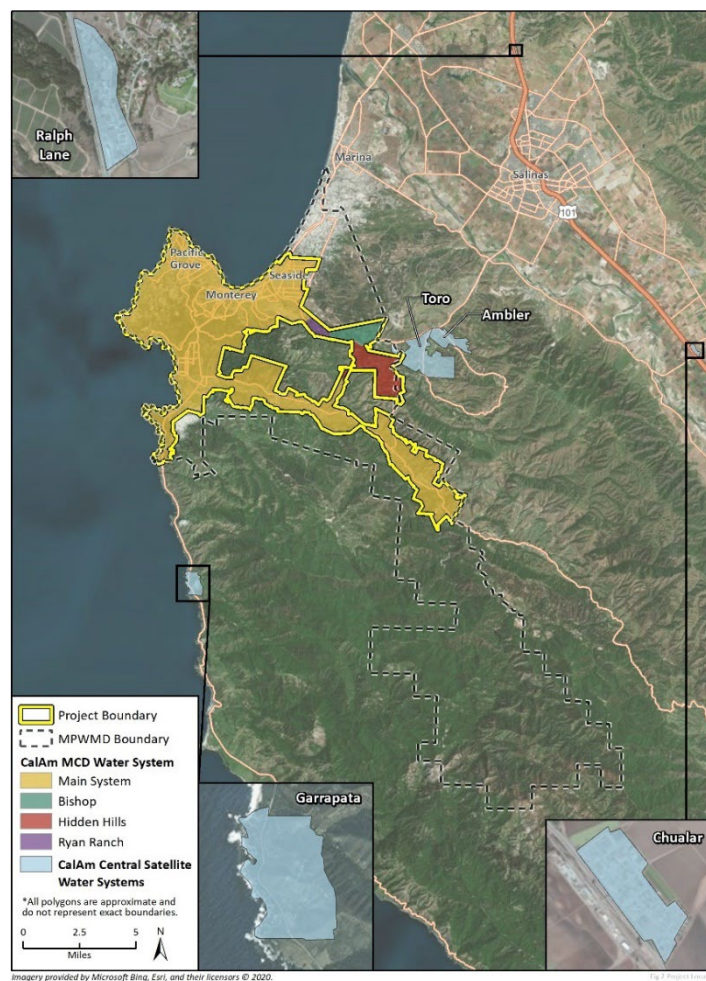 Ralph
Lane
Marina
Salinas
101
Pacific
Grove
Seaside
Monterey
Toro
Ambler
Project Boundary
MPWMD Boundary
CalAm MCD Water System
Main System
Bishop
Hidden Hills
Ryan Ranch
CalAm Central Satellite
Water Systems
*All polygons are approximate and
do not represent exact boundaries.
0 2.5 5
Miles
N
Garrapata
Chualar
Imagery provided by Microsoft Bing, Esri, and their licensors © 2020.